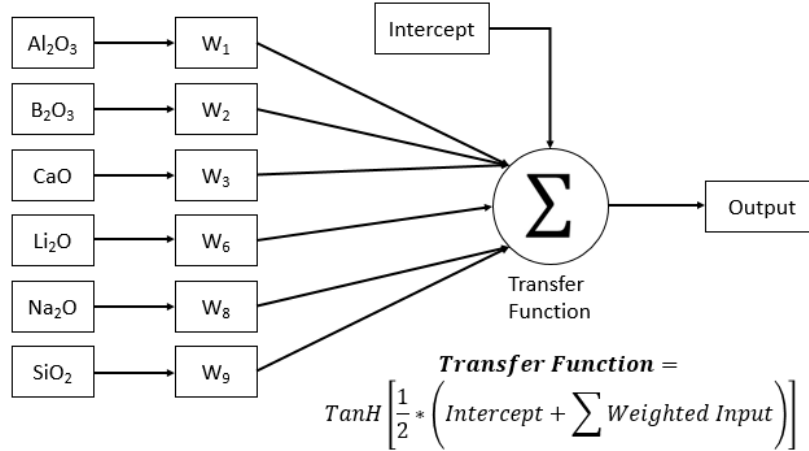 Al₂O₃ W₁ Intercept
B₂O₃ W₂
CaO W₃
Li₂O W₆ Σ Output
Na₂O W₈
SiO₂ W₉
Transfer
Function
Transfer Function =
TanH [1/2 * (Intercept + ∑ Weighted Input)]